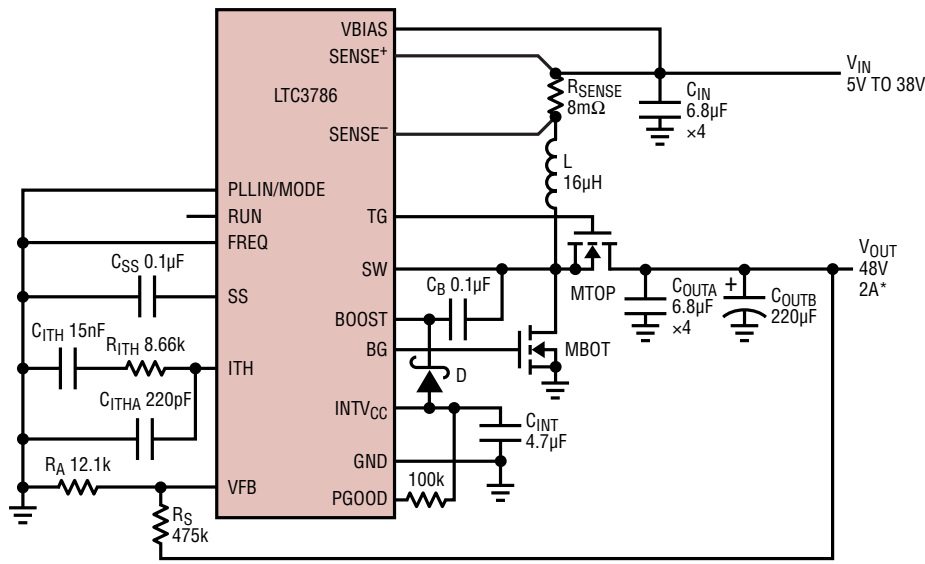 VBIAS
SENSE⁺
LTC3786
SENSE⁻
PLLIN/MODE
RUN
FREQ
SS
ITH
VFB
TG
SW
BOOST
BG
INTVCC
GND
PGOOD
CSS 0.1µF
CITH 15nF
RITH 8.66k
CITHA 220pF
RA 12.1k
RS
475k
RSENSE
8mΩ
L
16µH
CIN
6.8µF
×4
VIN
5V TO 38V
CB 0.1µF
MTOP
MBOT
D
CINT
4.7µF
100k
COUTA
6.8µF
×4
+
COUTB
220µF
VOUT
48V
2A*